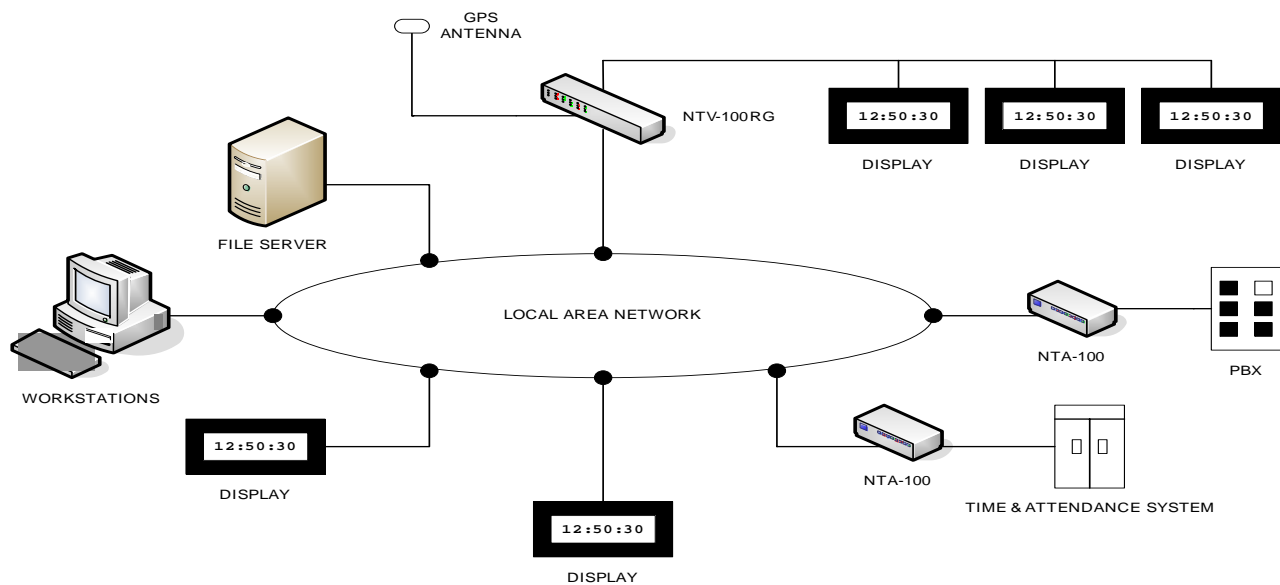 GPS
ANTENNA
NTV-100RG
12:50:30
12:50:30
12:50:30
DISPLAY
DISPLAY
DISPLAY
FILE SERVER
LOCAL AREA NETWORK
NTA-100
PBX
WORKSTATIONS
12:50:30
DISPLAY
NTA-100
TIME & ATTENDANCE SYSTEM
12:50:30
DISPLAY